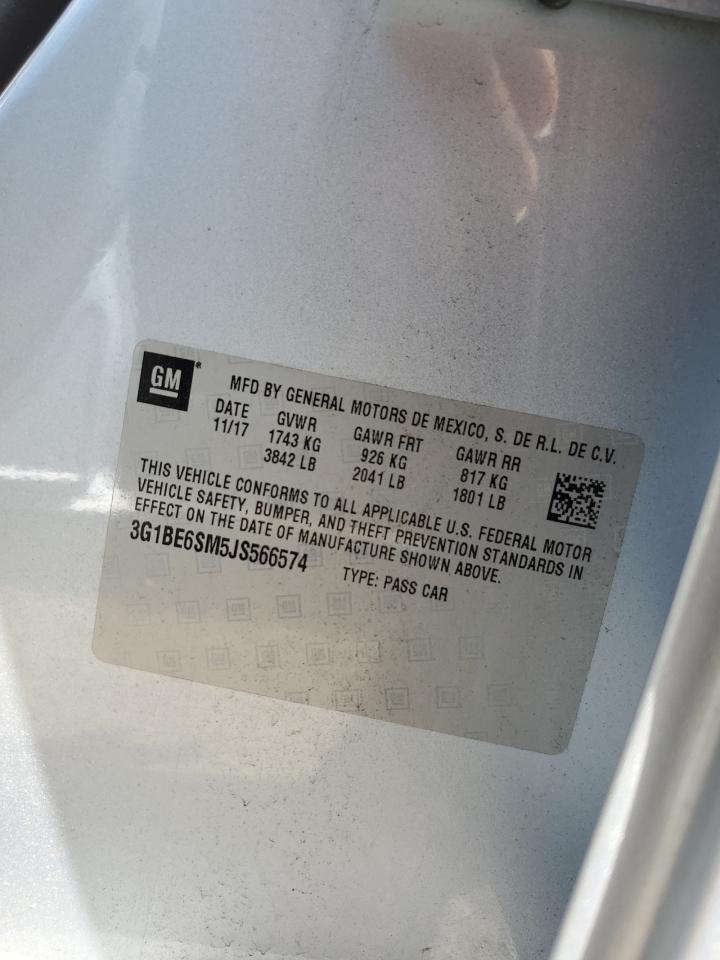 GM
MFD BY GENERAL MOTORS DE MEXICO, S. DE R.L. DE C.V.
DATE GVWR GAWR FRT GAWR RR
11/17 1743 KG 926 KG 817 KG
3842 LB 2041 LB 1801 LB
THIS VEHICLE CONFORMS TO ALL APPLICABLE U.S. FEDERAL MOTOR
VEHICLE SAFETY, BUMPER, AND THEFT PREVENTION STANDARDS IN
EFFECT ON THE DATE OF MANUFACTURE SHOWN ABOVE.
3G1BE6SM5JS566574 TYPE: PASS CAR